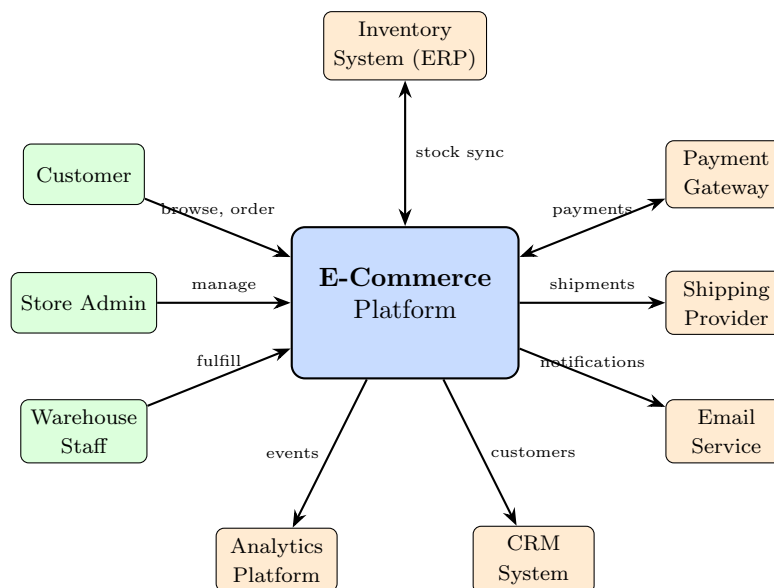 Inventory
System (ERP)
stock sync
Customer
Payment
Gateway
browse, order
payments
E-Commerce
Platform
Store Admin
manage
shipments
Shipping
Provider
fulfill
notifications
Warehouse
Staff
Email
Service
events
customers
Analytics
Platform
CRM
System